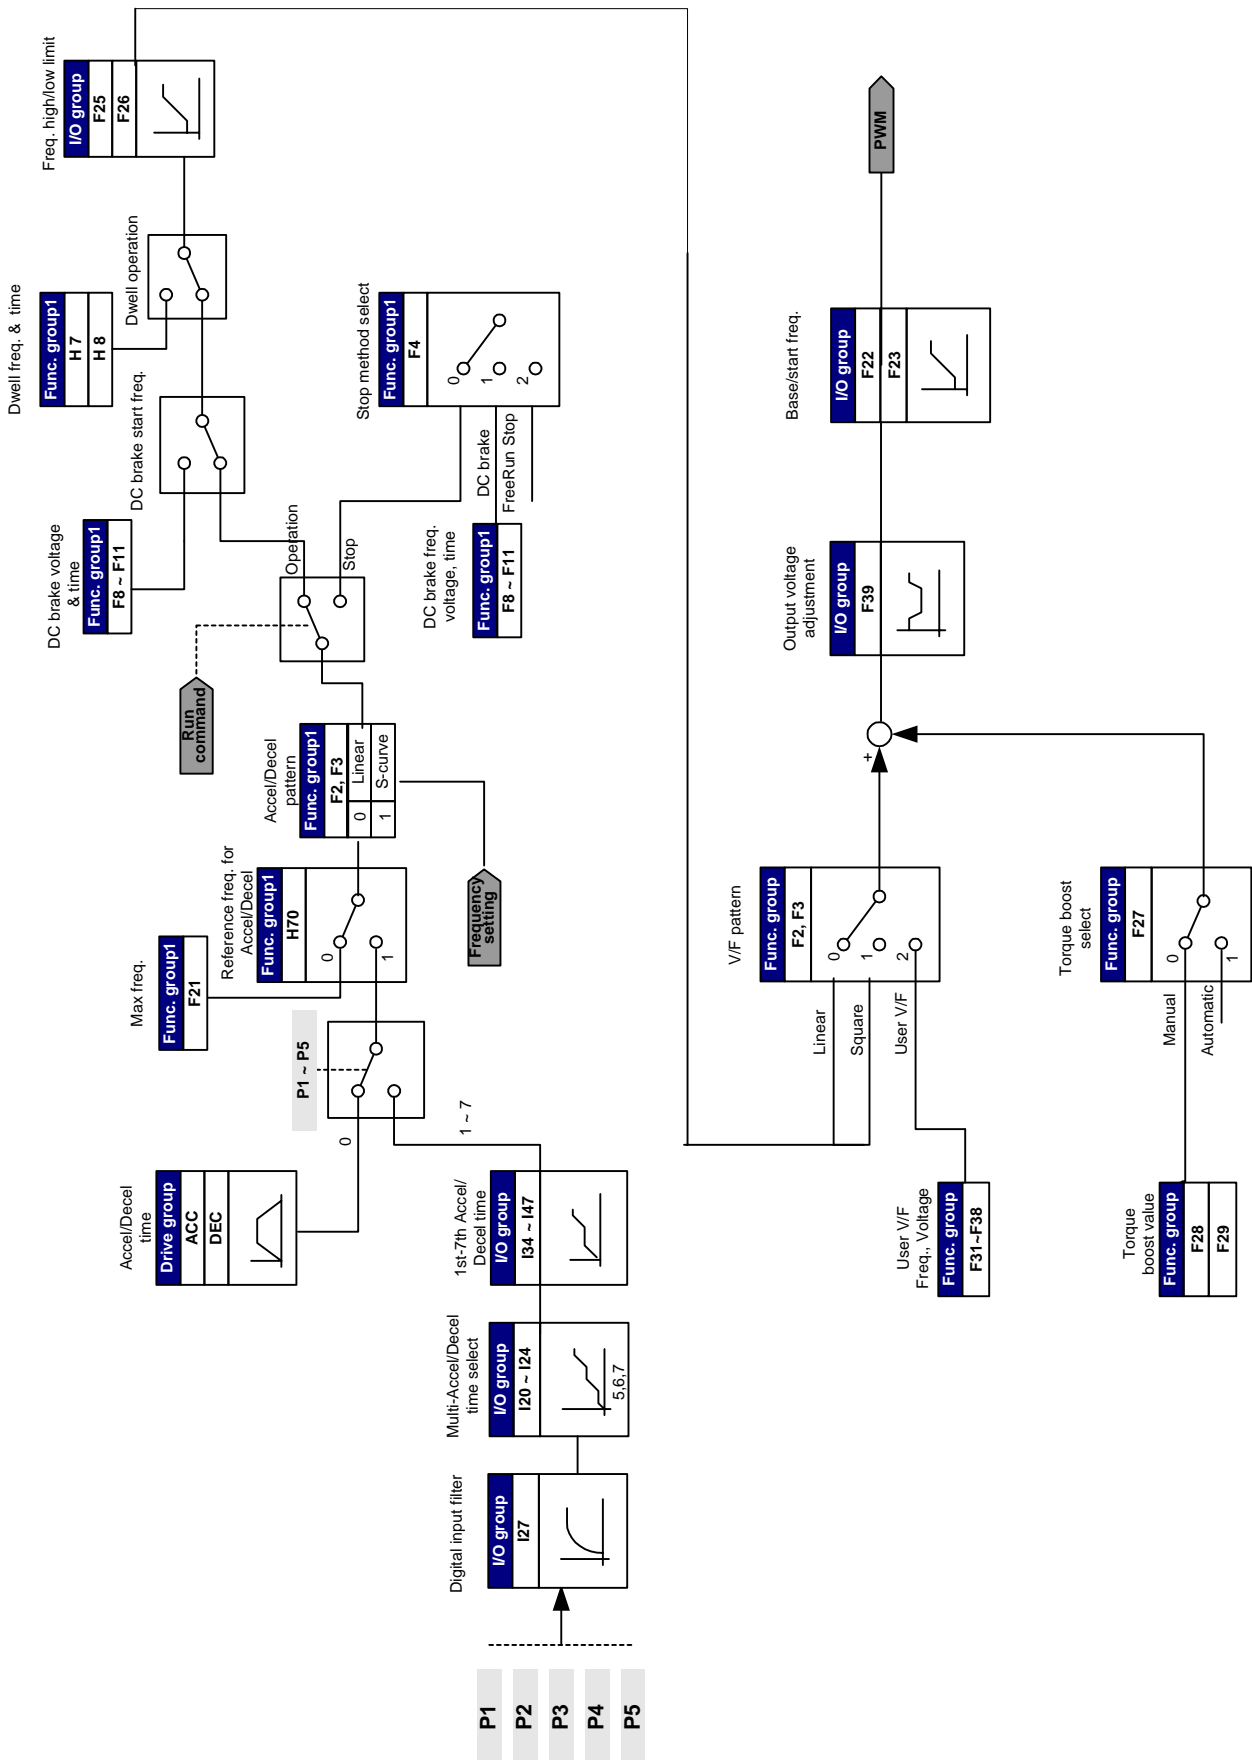 P1
P2
P3
P4
P5
Digital input filter
I/O group
I27
Multi-Accel/Decel
time select
I/O group
I20 ~ I24
5,6,7
1st-7th Accel/
Decel time
I/O group
I34 ~ I47
Accel/Decel
time
Drive group
ACC
DEC
0
1 ~ 7
P1 ~ P5
Max freq.
Func. group1
F21
Reference freq. for
Accel/Decel
Func. group1
H70
0
1
Frequency
setting
Accel/Decel
pattern
Func. group1
F2, F3
0
Linear
1
S-curve
Run
command
Operation
Stop
DC brake voltage
& time
Func. group1
F8 ~ F11
DC brake start freq.
DC brake freq.
voltage, time
Func. group1
F8 ~ F11
DC brake
FreeRun Stop
Stop method select
Func. group1
F4
0
1
2
Dwell freq. & time
Func. group1
H 7
H 8
Dwell operation
Freq. high/low limit
I/O group
F25
F26
User V/F
Freq., Voltage
Func. group
F31~F38
Linear
Square
User V/F
V/F pattern
Func. group
F2, F3
0
1
2
Torque
boost value
Func. group
F28
F29
Manual
Automatic
Torque boost
select
Func. group
F27
0
1
+
Output voltage
adjustment
I/O group
F39
Base/start freq.
I/O group
F22
F23
PWM